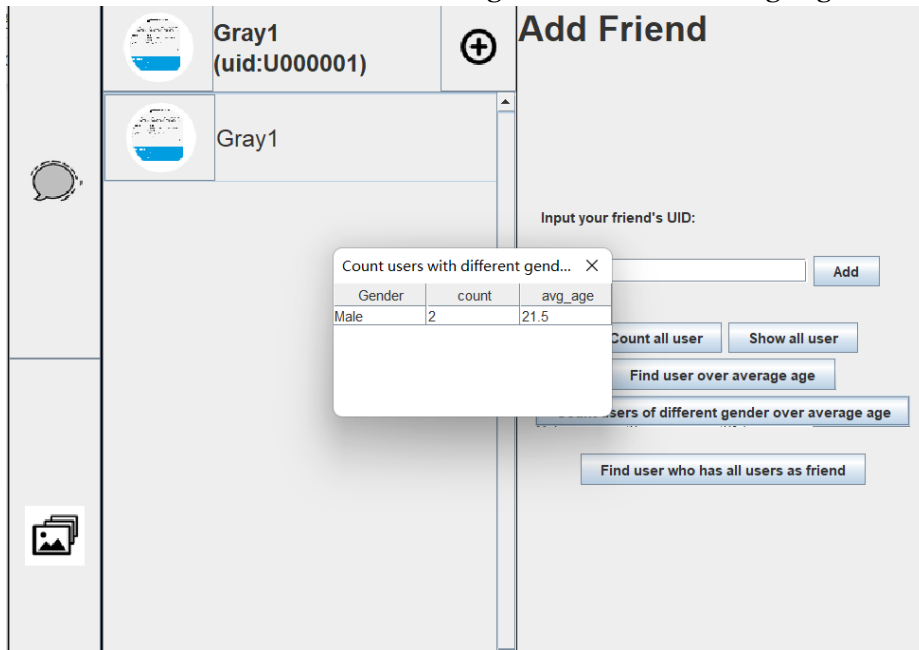 Gray1
(uid:U000001)
Add Friend
Gray1
Input your friend's UID:
Add
Count users with different gend...
Gender count avg_age
Male 2 21.5
Count all user
Show all user
Find user over average age
users of different gender over average age
Find user who has all users as friend